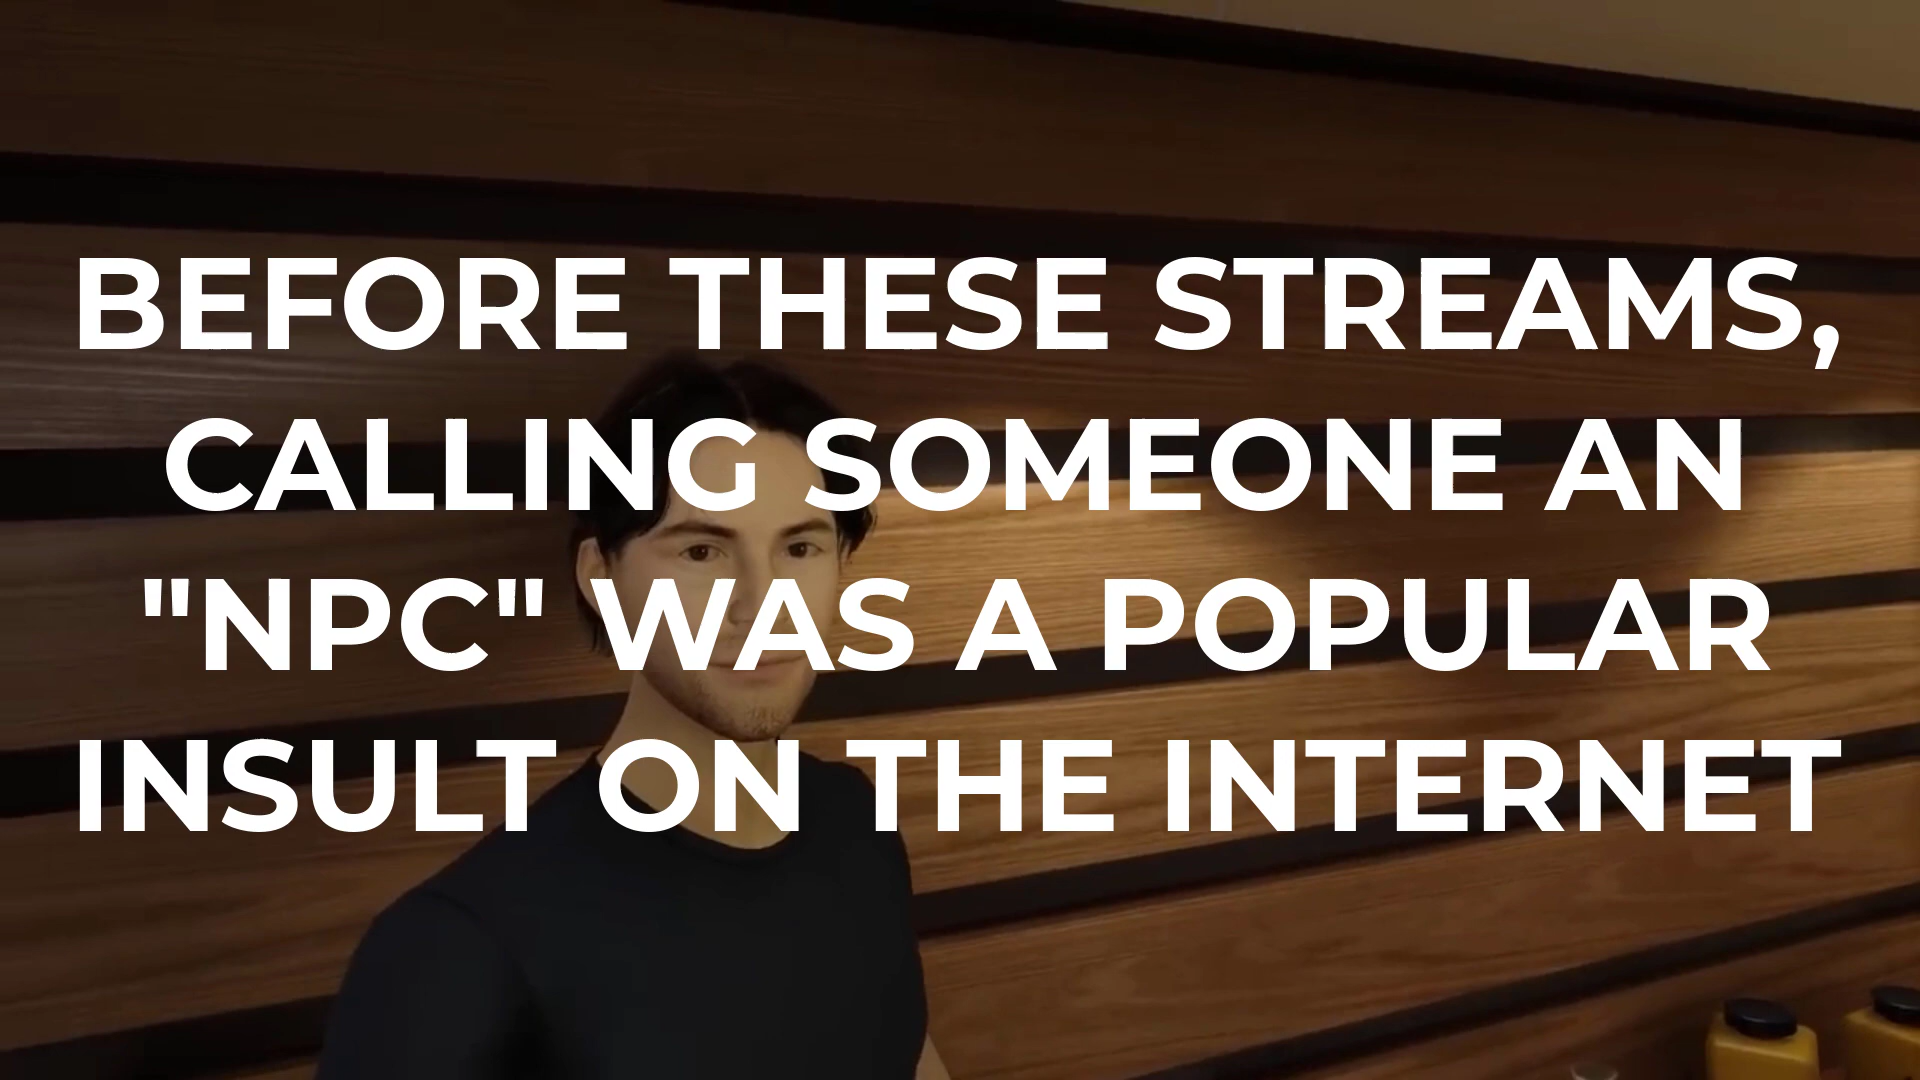 BEFORE THESE STREAMS,
CALLING SOMEONE AN
"NPC" WAS A POPULAR
INSULT ON THE INTERNET